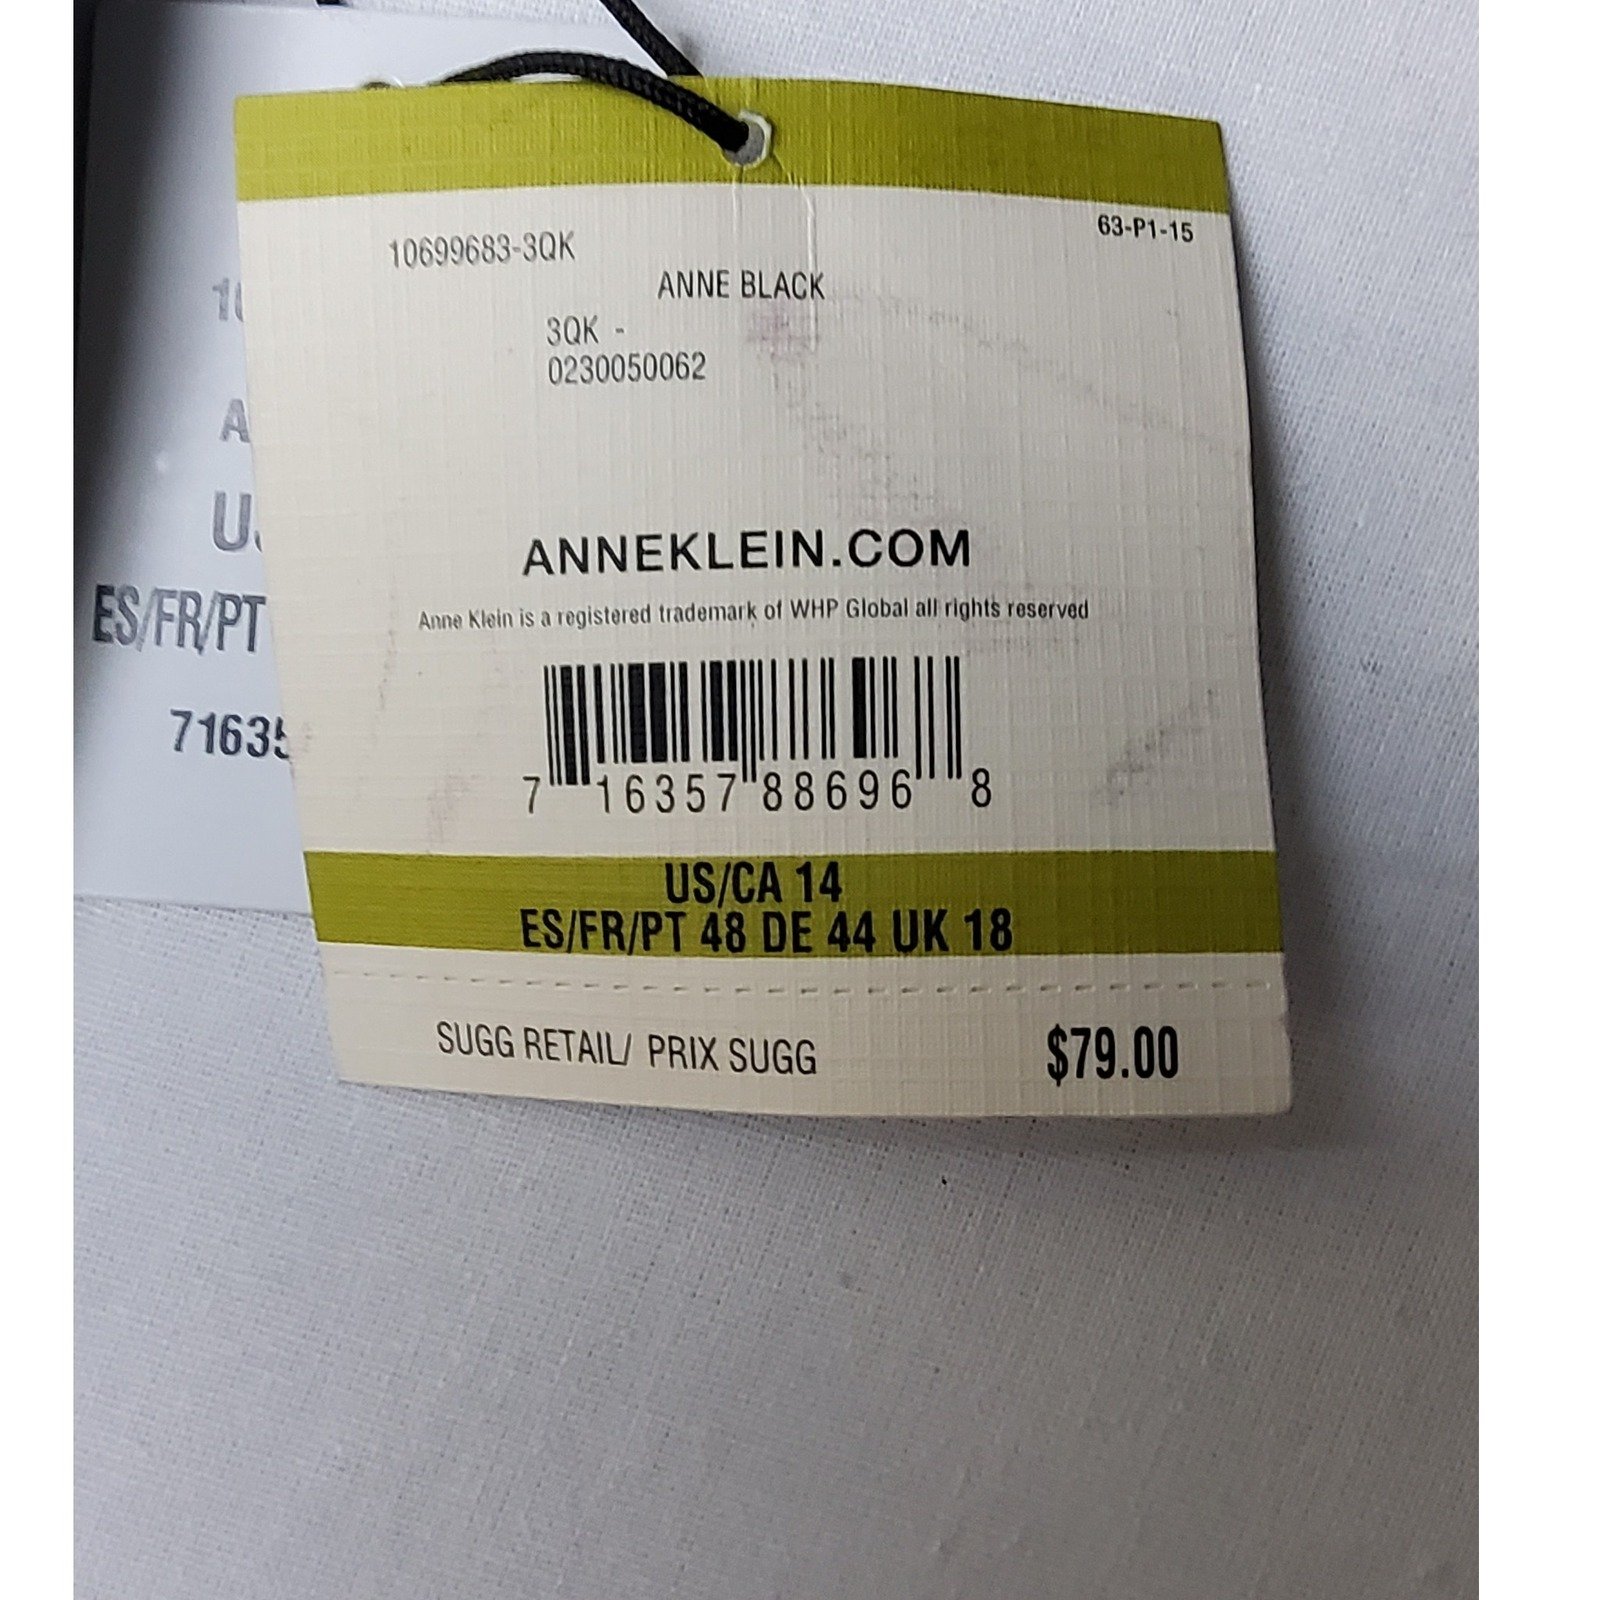 63-P1-15
10699683-3QK
ANNE BLACK
3QK -
0230050062
ANNEKLEIN.COM
Anne Klein is a registered trademark of WHP Global all rights reserved
7 16357 88696 8
US/CA 14
ES/FR/PT 48 DE 44 UK 18
SUGG RETAIL/ PRIX SUGG $79.00
ES/FR/PT